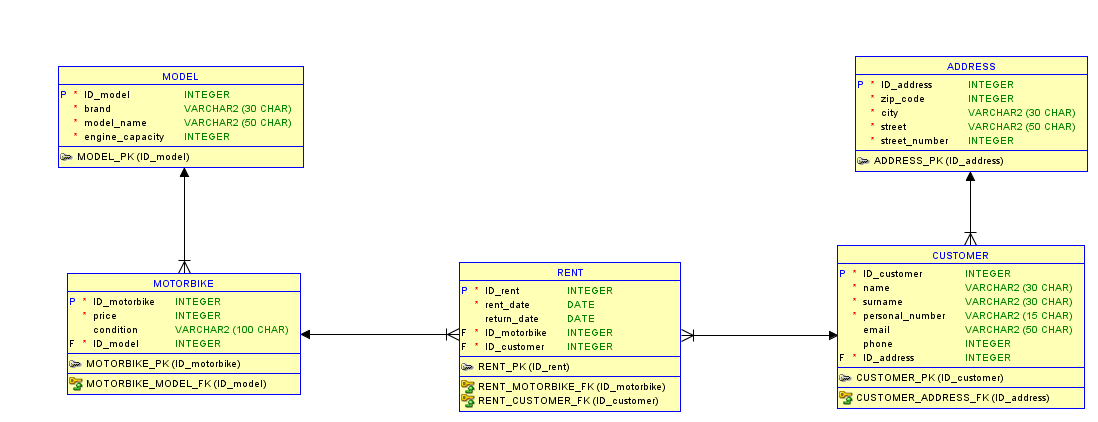 MODEL
P * ID_model INTEGER
* brand VARCHAR2 (30 CHAR)
* model_name VARCHAR2 (50 CHAR)
* engine_capacity INTEGER
MODEL_PK (ID_model)
ADDRESS
P * ID_address INTEGER
* zip_code INTEGER
* city VARCHAR2 (30 CHAR)
* street VARCHAR2 (50 CHAR)
* street_number INTEGER
ADDRESS_PK (ID_address)
MOTORBIKE
P * ID_motorbike INTEGER
* price INTEGER
condition VARCHAR2 (100 CHAR)
F * ID_model INTEGER
MOTORBIKE_PK (ID_motorbike)
MOTORBIKE_MODEL_FK (ID_model)
RENT
P * ID_rent INTEGER
* rent_date DATE
return_date DATE
F * ID_motorbike INTEGER
F * ID_customer INTEGER
RENT_PK (ID_rent)
RENT_MOTORBIKE_FK (ID_motorbike)
RENT_CUSTOMER_FK (ID_customer)
CUSTOMER
P * ID_customer INTEGER
* name VARCHAR2 (30 CHAR)
* surname VARCHAR2 (30 CHAR)
* personal_number VARCHAR2 (15 CHAR)
email VARCHAR2 (50 CHAR)
phone INTEGER
F * ID_address INTEGER
CUSTOMER_PK (ID_customer)
CUSTOMER_ADDRESS_FK (ID_address)